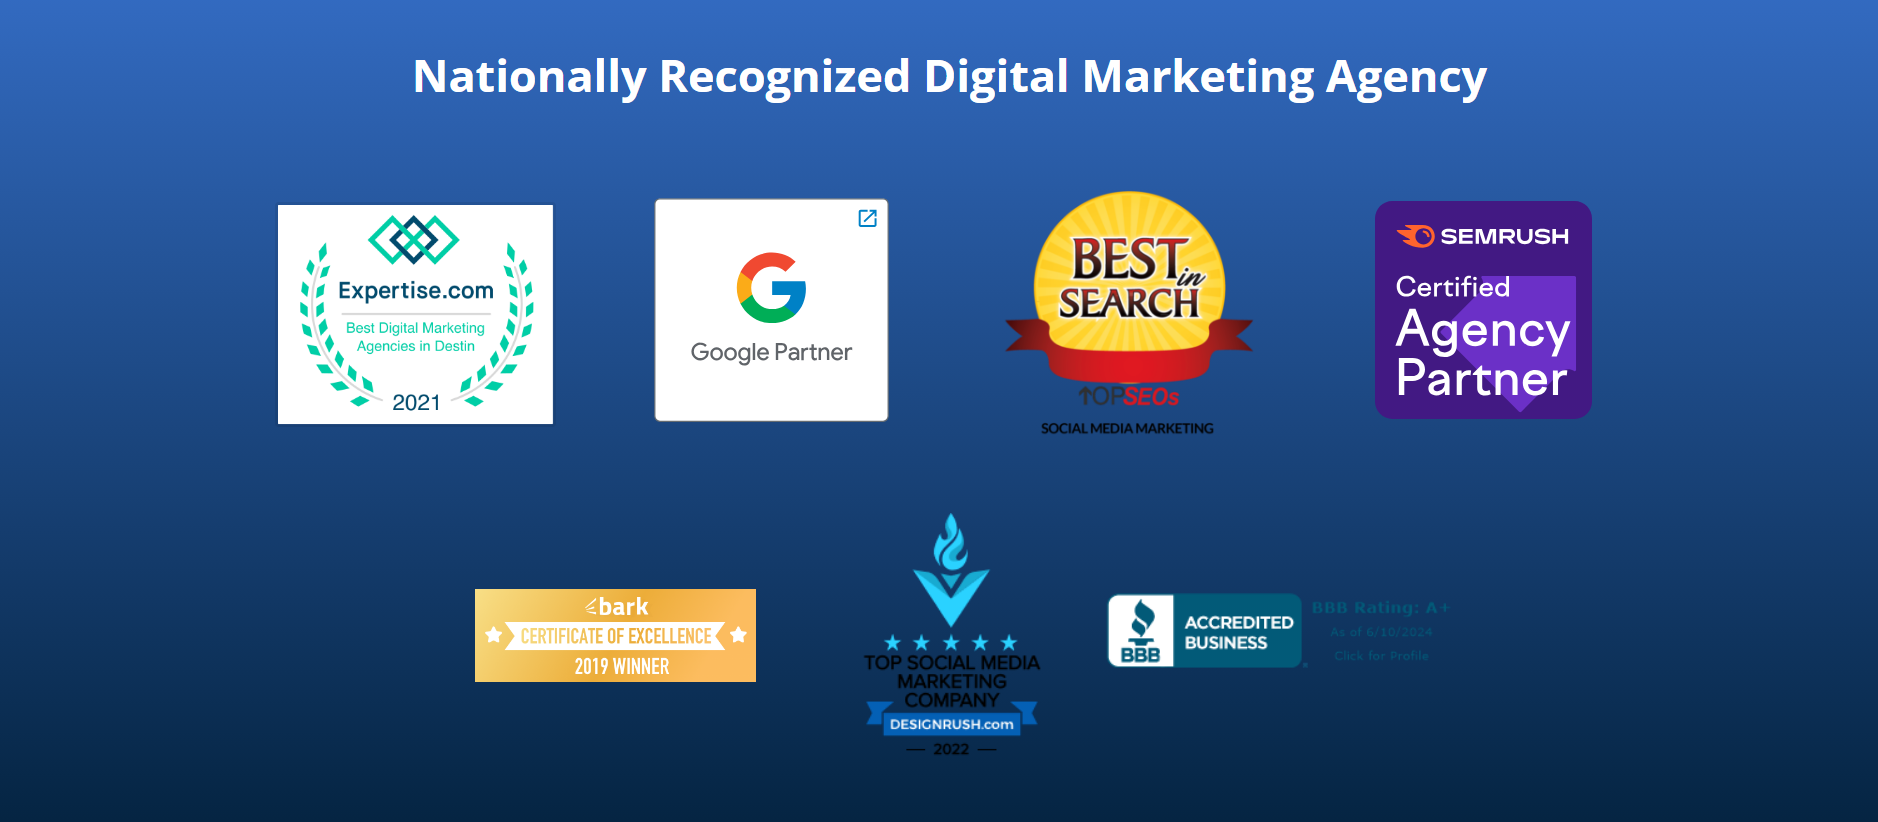 Nationally Recognized Digital Marketing Agency
Expertise.com
Best Digital Marketing
Agencies in Destin
2021
Google Partner
BEST in
SEARCH
TOPSEOs
SOCIAL MEDIA MARKETING
SEMRUSH
Certified
Agency
Partner
bark
CERTIFICATE OF EXCELLENCE
2019 WINNER
TOP SOCIAL MEDIA
MARKETING
COMPANY
DESIGNRUSH.com
2022
BBB
ACCREDITED
BUSINESS
BBB Rating: A+
As of 6/10/2024
Click for Profile